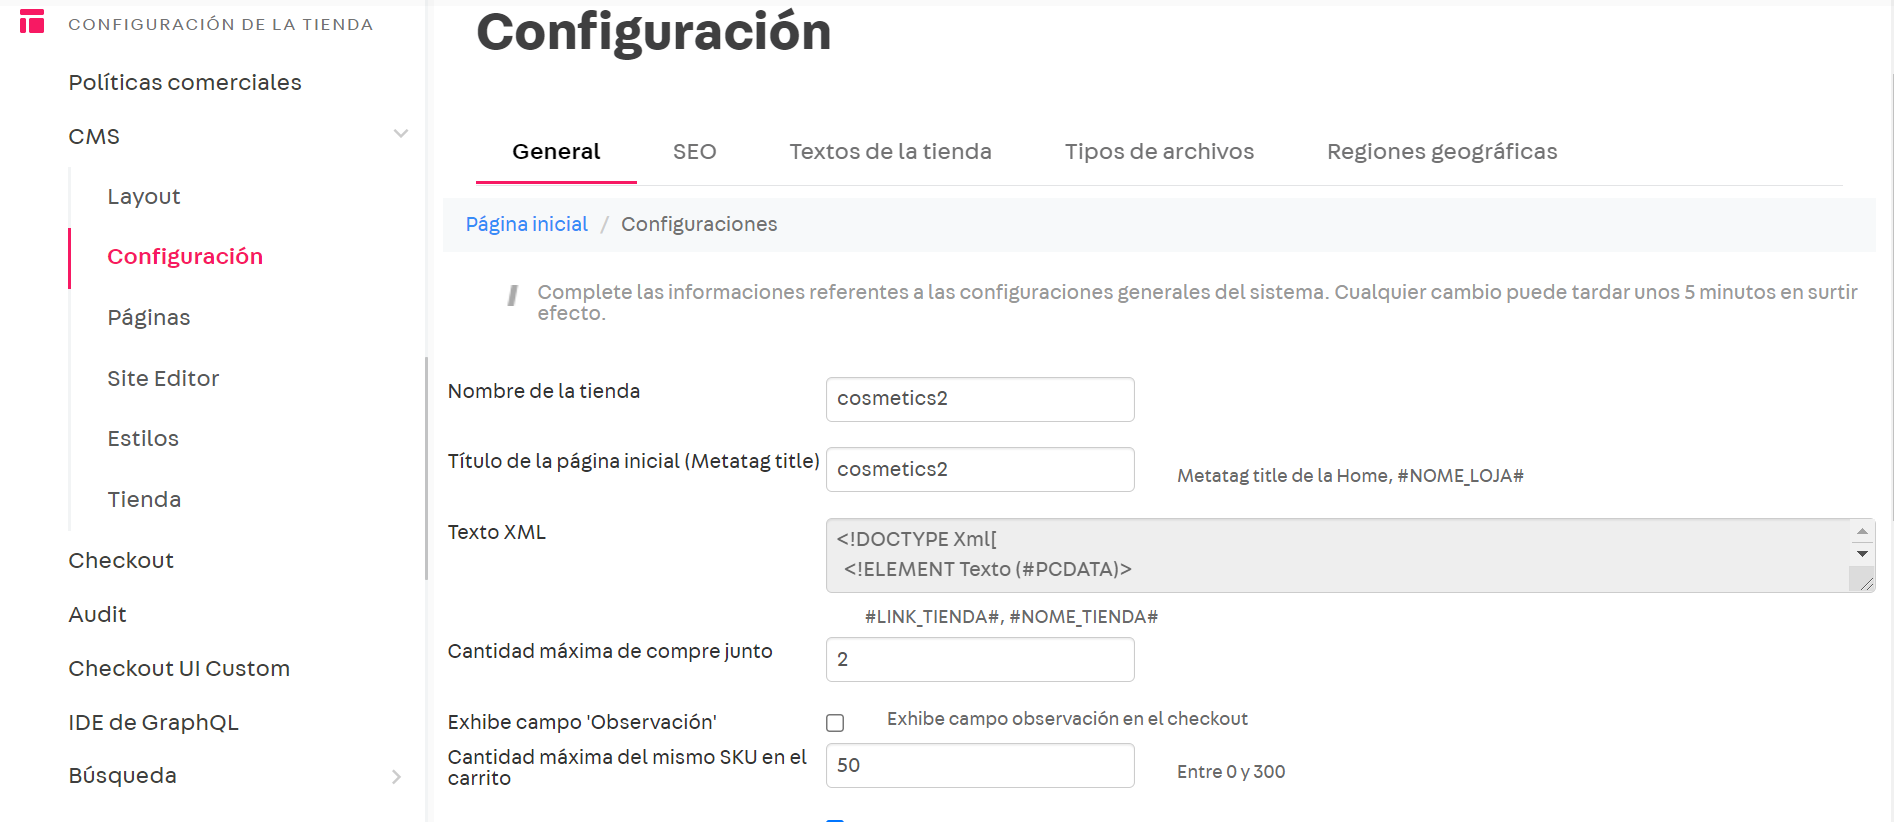 CONFIGURACIÓN DE LA TIENDA
Políticas comerciales
CMS
Layout
Configuración
Páginas
Site Editor
Estilos
Tienda
Checkout
Audit
Checkout UI Custom
IDE de GraphQL
Búsqueda
Configuración
General
SEO
Textos de la tienda
Tipos de archivos
Regiones geográficas
Página inicial / Configuraciones
Complete las informaciones referentes a las configuraciones generales del sistema. Cualquier cambio puede tardar unos 5 minutos en surtir
efecto.
Nombre de la tienda
cosmetics2
Título de la página inicial (Metatag title)
cosmetics2
Metatag title de la Home, #NOME_LOJA#
Texto XML
<!DOCTYPE Xml[
<!ELEMENT Texto (#PCDATA)>
#LINK_TIENDA#, #NOME_TIENDA#
Cantidad máxima de compre junto
2
Exhibe campo 'Observación'
Exhibe campo observación en el checkout
Cantidad máxima del mismo SKU en el
carrito
50
Entre 0 y 300